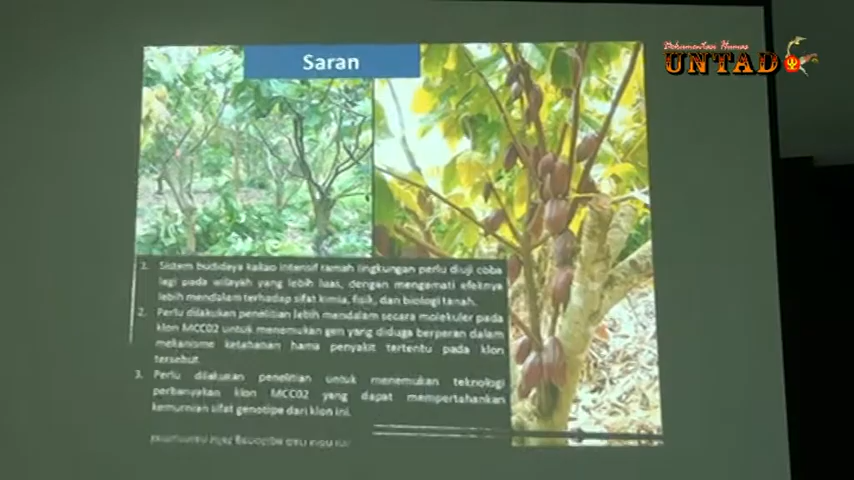 Dokumentasi Humas
UNTAD
Saran
1. Sistem budidaya kakao intensif ramah lingkungan perlu diuji coba
lagi pada wilayah yang lebih luas, dengan mengamati efeknya
lebih mendalam terhadap sifat kimia, fisik, dan biologi tanah.
2. Perlu dilakukan penelitian lebih mendalam secara molekuler pada
klon MCC02 untuk menemukan gen yang diduga berperan dalam
mekanisme ketahanan hama penyakit tertentu pada klon
tersebut.
3. Perlu dilakukan penelitian untuk menemukan teknologi
perbanyakan klon MCC02 yang dapat mempertahankan
kemurnian sifat genotipe dari klon ini.